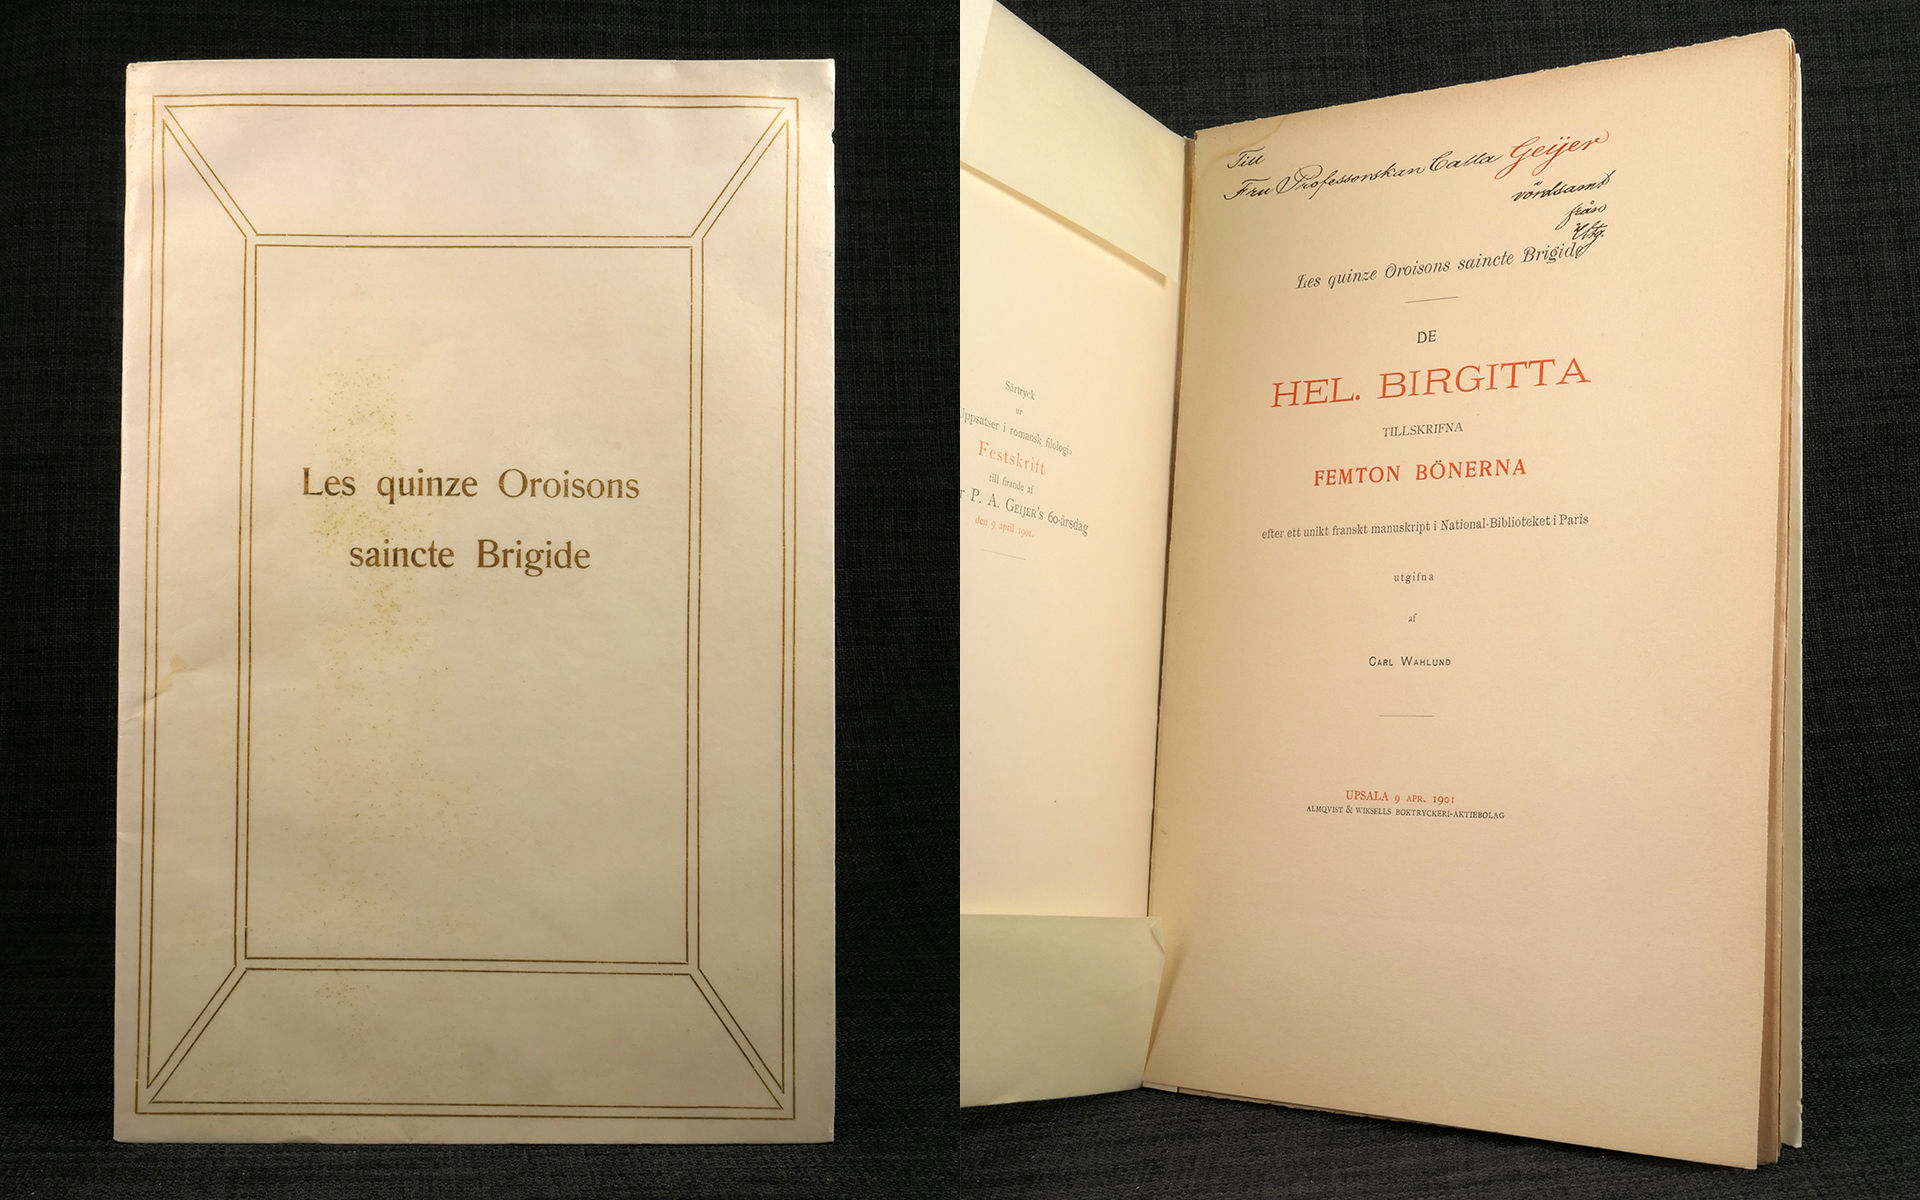 Les quinze Oroisons
saincte Brigide
Särtryck
ur
Uppsatser i romansk filologi»
Festskrift
till firande af
P. A. Geijer's 60-årsdag
den 9 april 1901.
Till
Fru Professorskan Calla Geijer
vördsamt
från
Utg.
Les quinze Oroisons saincte Brigide
DE
HEL. BIRGITTA
TILLSKRIFNA
FEMTON BÖNERNA
efter ett unikt franskt manuskript i National-Biblioteket i Paris
utgifna
af
Carl Wahlund
UPSALA 9 APR. 1901
ALMQVIST & WIKSELLS BOKTRYCKERI-AKTIEBOLAG